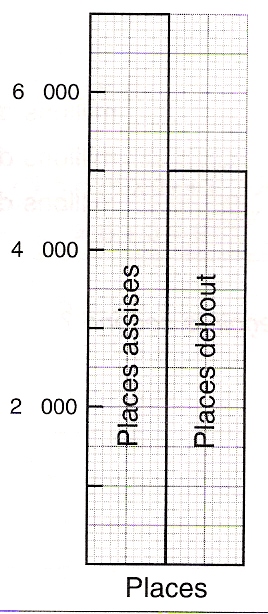 6 000
4 000
2 000
Places assises
Places debout
Places